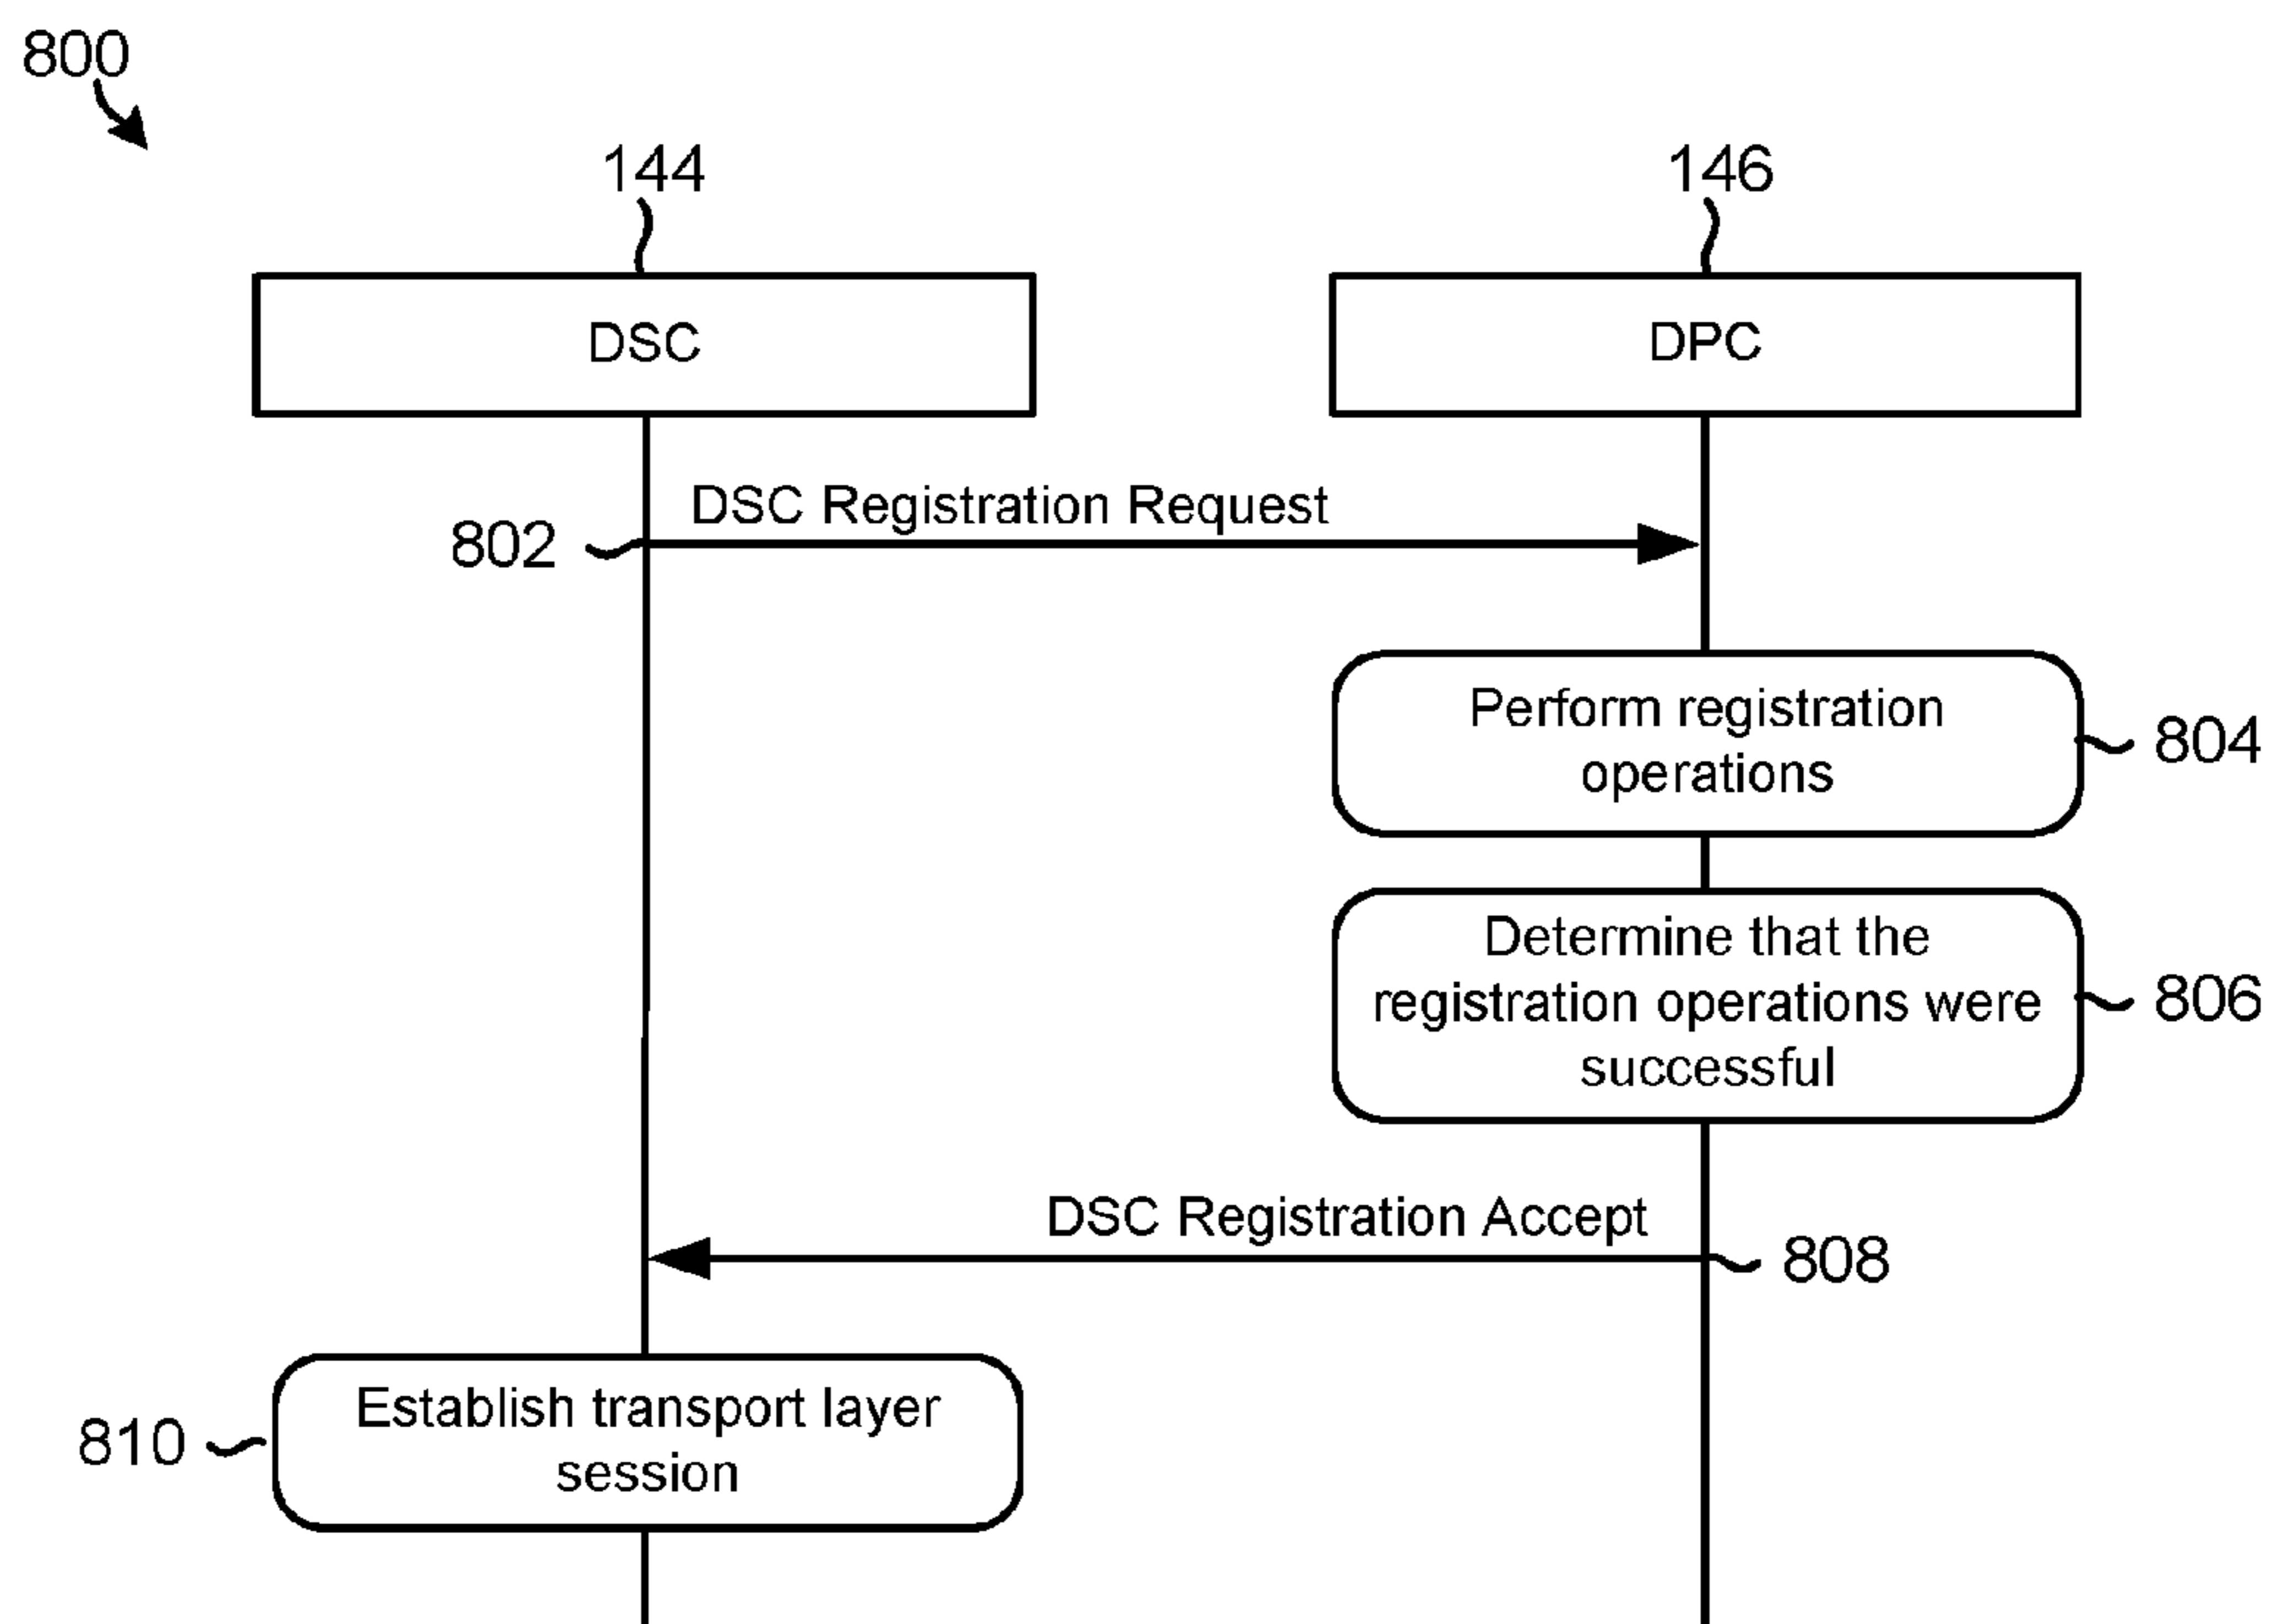 800
144
146
DSC
DPC
DSC Registration Request
802
Perform registration
operations
804
Determine that the
registration operations were
successful
806
DSC Registration Accept
808
Establish transport layer
session
810